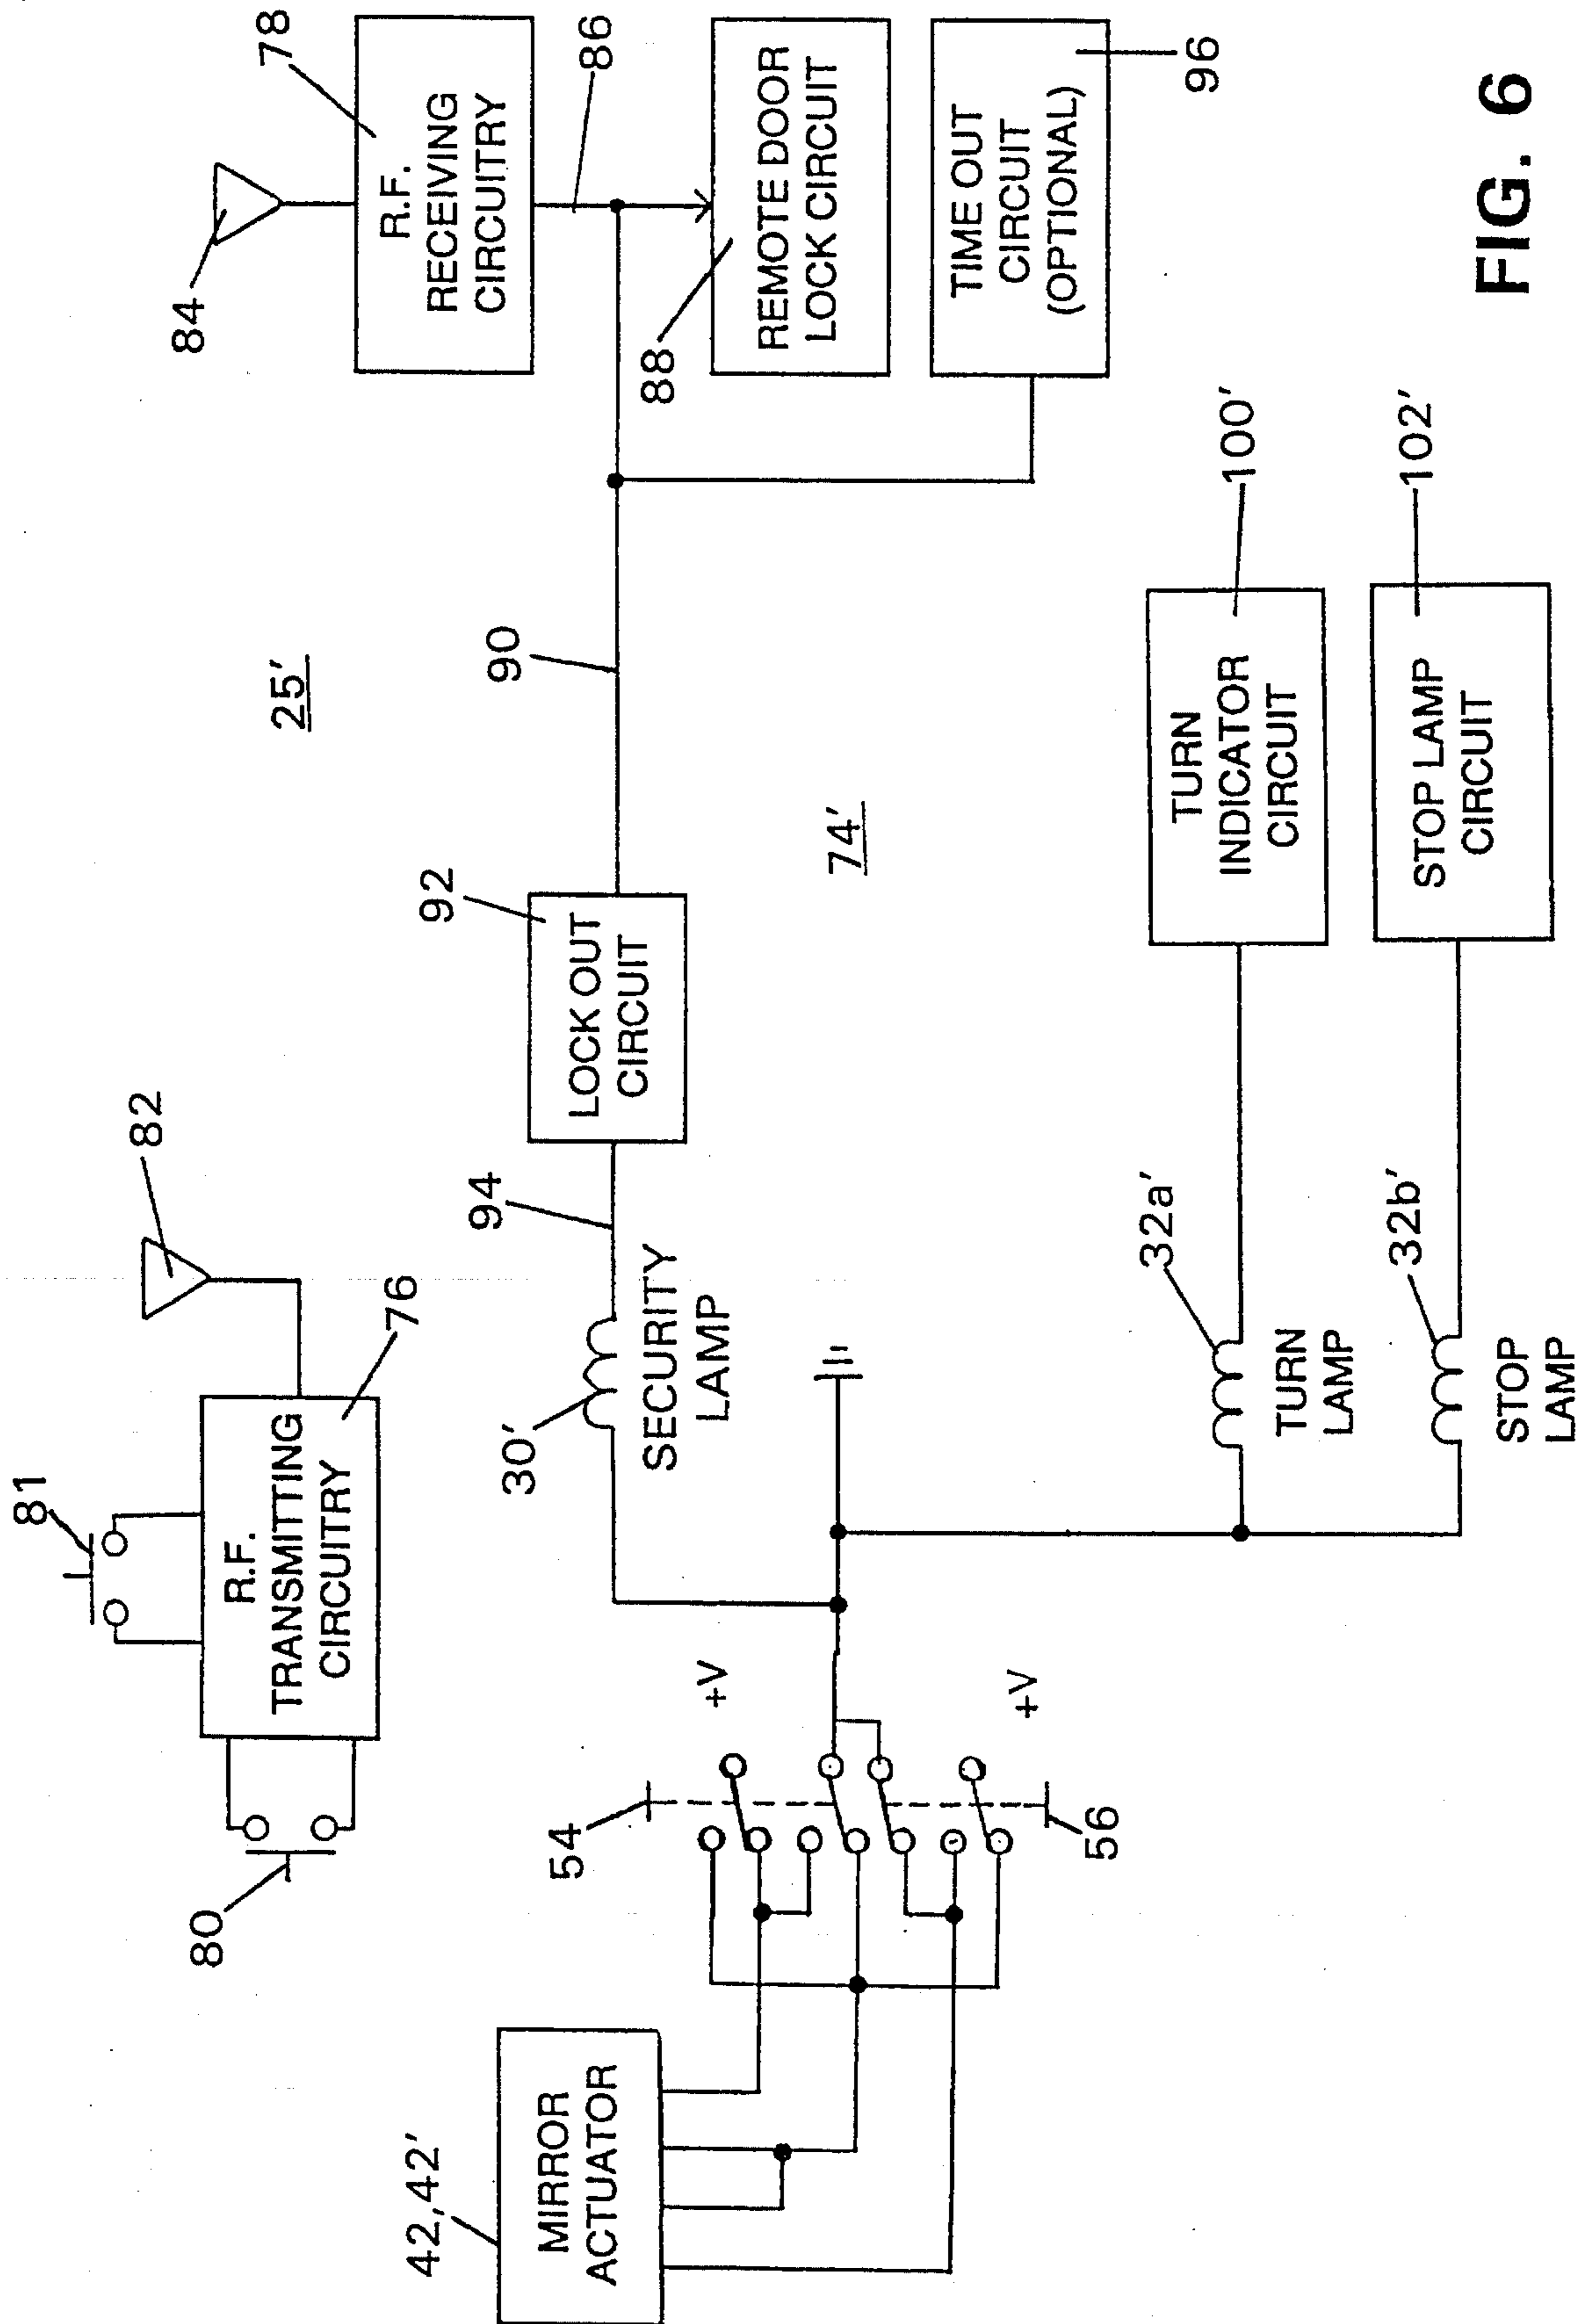 84
78
R.F.
RECEIVING
CIRCUITRY
86
88
REMOTE DOOR
LOCK CIRCUIT
TIME OUT
CIRCUIT
(OPTIONAL)
96
25'
90
92
LOCK OUT
CIRCUIT
74'
94
30'
SECURITY
LAMP
82
81
80
R.F.
TRANSMITTING
CIRCUITRY
76
TURN
INDICATOR
CIRCUIT
100'
STOP LAMP
CIRCUIT
102'
32a'
TURN
LAMP
32b'
STOP
LAMP
54
+V
+V
56
42,42'
MIRROR
ACTUATOR
FIG. 6